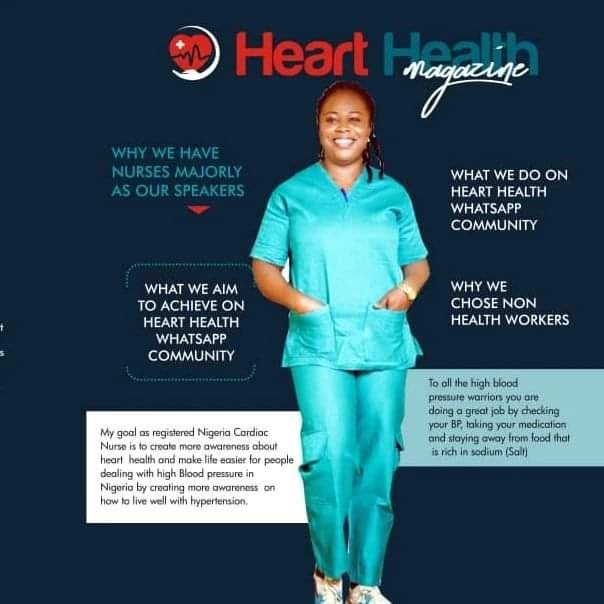 Heart Health
magazine
WHY WE HAVE
NURSES MAJORLY
AS OUR SPEAKERS
WHAT WE DO ON
HEART HEALTH
WHATSAPP
COMMUNITY
WHAT WE AIM
TO ACHIEVE ON
HEART HEALTH
WHATSAPP
COMMUNITY
WHY WE
CHOSE NON
HEALTH WORKERS
To all the high blood
pressure warriors you are
doing a great job by checking
your BP, taking your medication
and staying away from food that
is rich in sodium (Salt)
My goal as registered Nigeria Cardiac
Nurse is to create more awareness about
heart health and make life easier for people
dealing with high Blood pressure in
Nigeria by creating more awareness on
how to live well with hypertension.